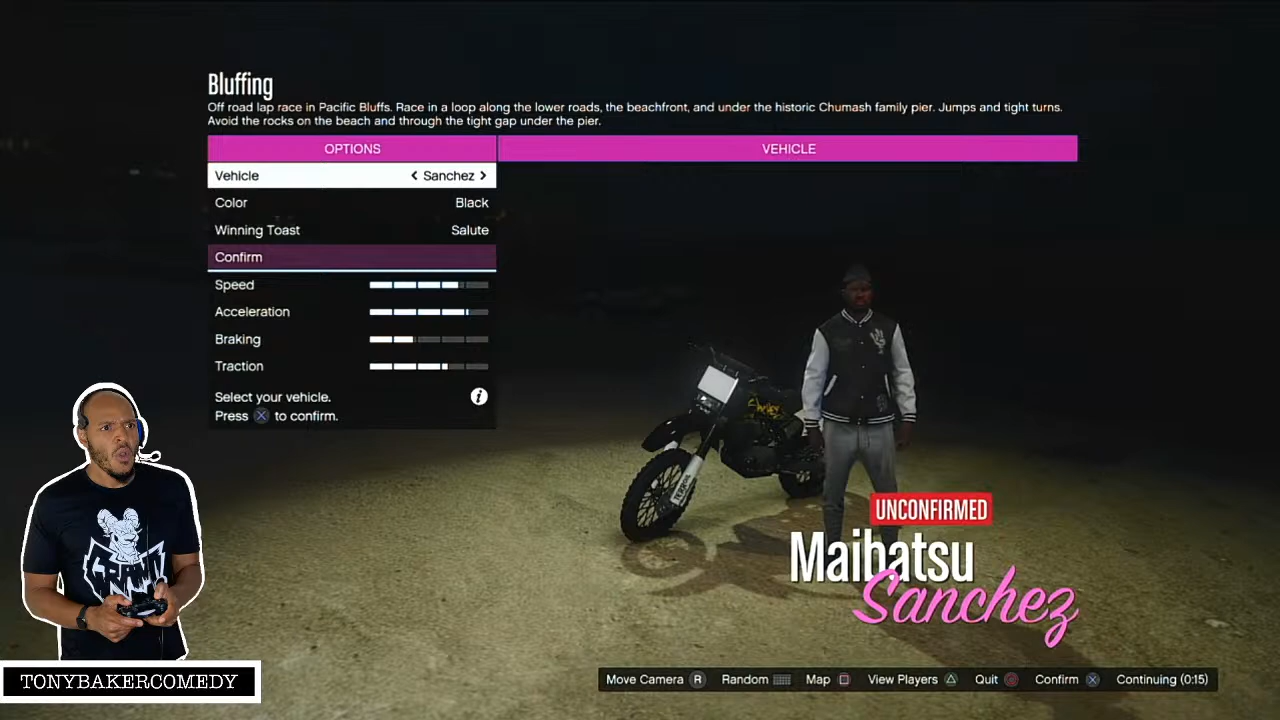 Bluffing
Off road lap race in Pacific Bluffs. Race in a loop along the lower roads, the beachfront, and under the historic Chumash family pier. Jumps and tight turns.
Avoid the rocks on the beach and through the tight gap under the pier.
OPTIONS
VEHICLE
Vehicle < Sanchez >
Color Black
Winning Toast Salute
Confirm
Speed
Acceleration
Braking
Traction
Select your vehicle.
Press X to confirm.
UNCONFIRMED
Maibatsu
Sanchez
TONYBAKERCOMEDY
Move Camera R Random Map View Players Quit Confirm Continuing (0:15)